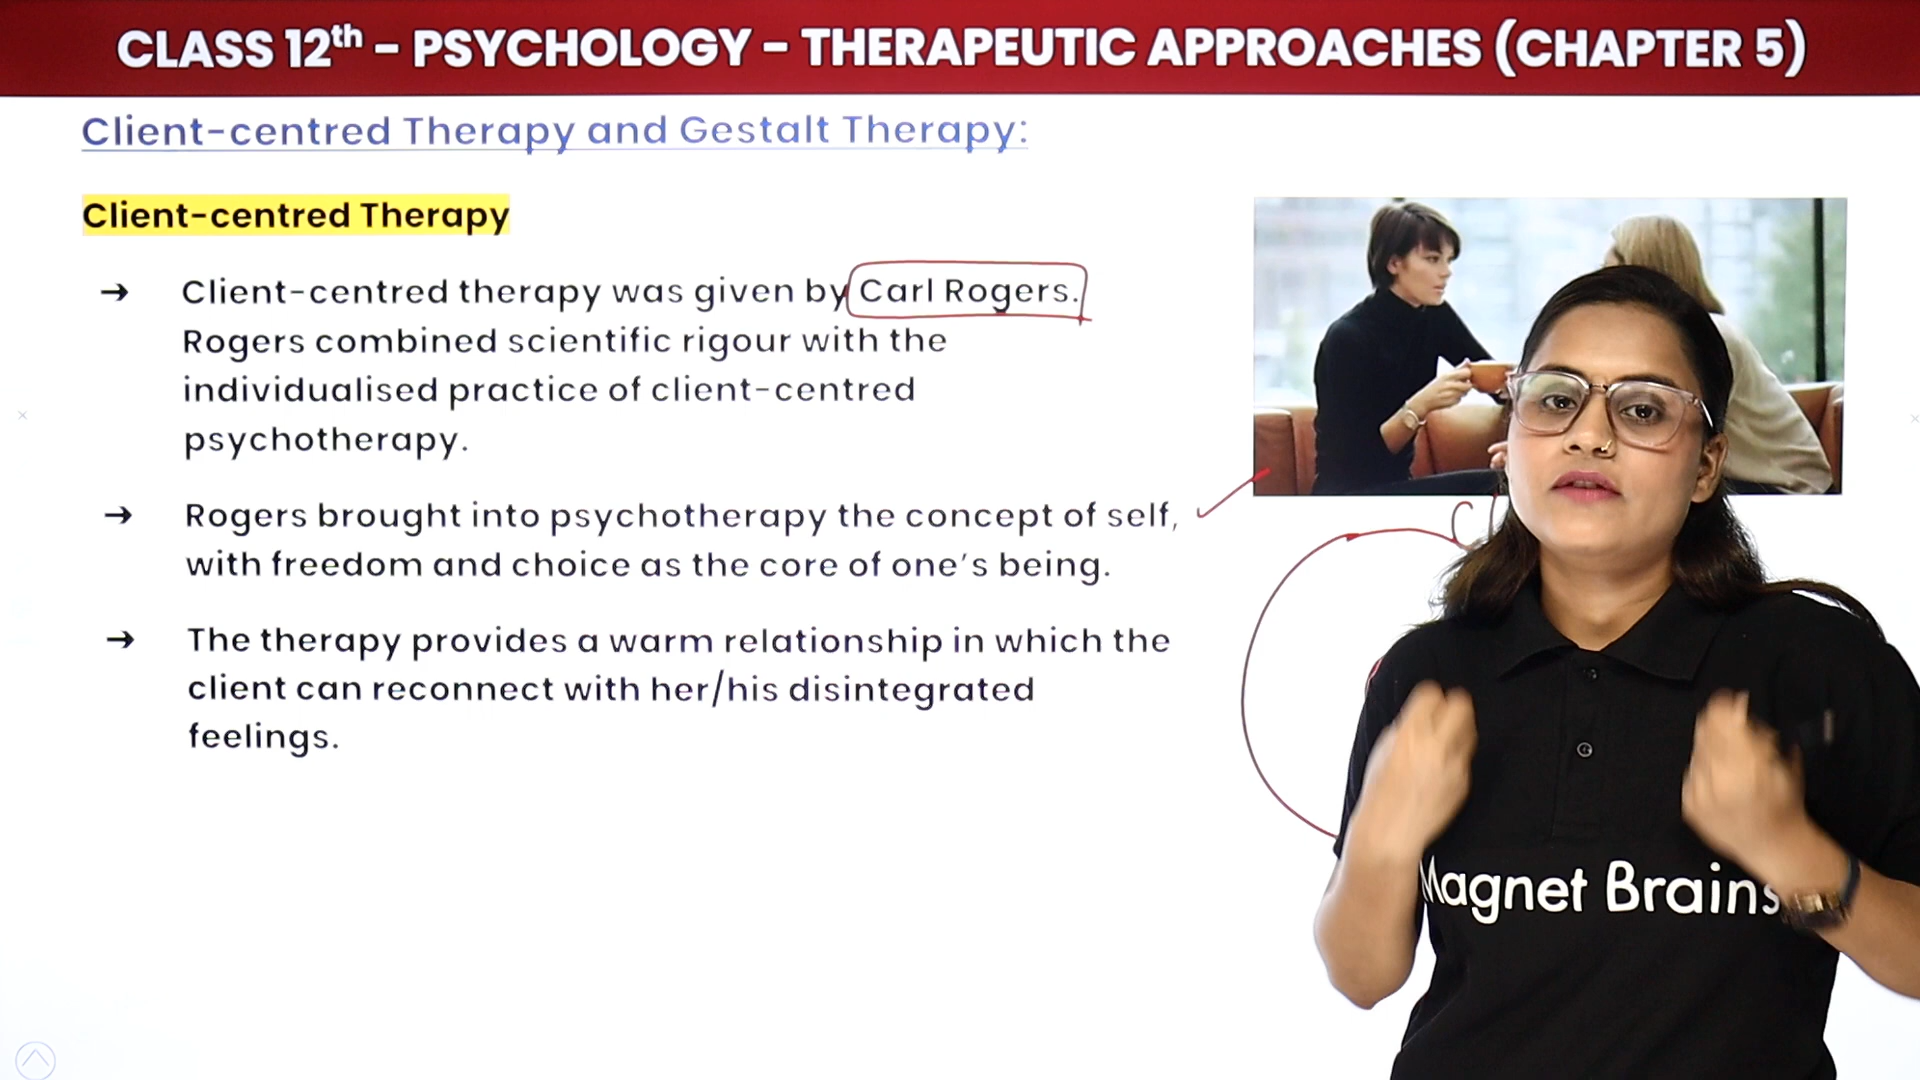 CLASS 12th – PSYCHOLOGY – THERAPEUTIC APPROACHES (CHAPTER 5)
Client-centred Therapy and Gestalt Therapy:
Client-centred Therapy
→ Client-centred therapy was given by Carl Rogers.
Rogers combined scientific rigour with the
individualised practice of client-centred
psychotherapy.
→ Rogers brought into psychotherapy the concept of self,
with freedom and choice as the core of one's being.
→ The therapy provides a warm relationship in which the
client can reconnect with her/his disintegrated
feelings.
Magnet Brains